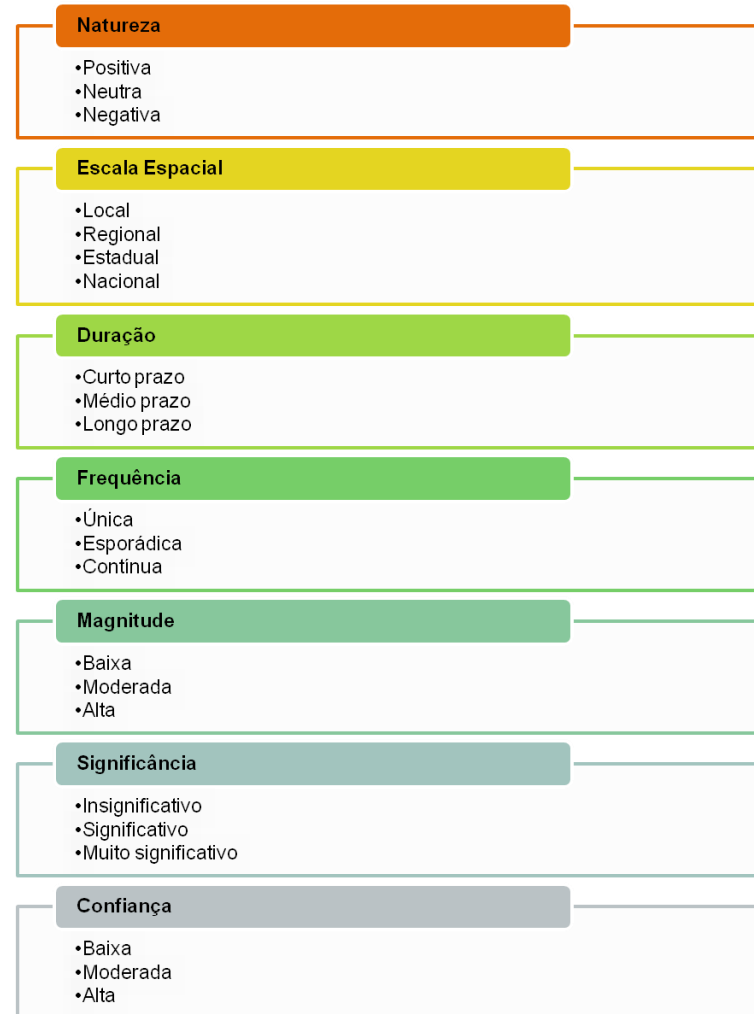 Natureza
•Positiva
•Neutra
•Negativa
Escala Espacial
•Local
•Regional
•Estadual
•Nacional
Duração
•Curto prazo
•Médio prazo
•Longo prazo
Frequência
•Única
•Esporádica
•Contínua
Magnitude
•Baixa
•Moderada
•Alta
Significância
•Insignificativo
•Significativo
•Muito significativo
Confiança
•Baixa
•Moderada
•Alta